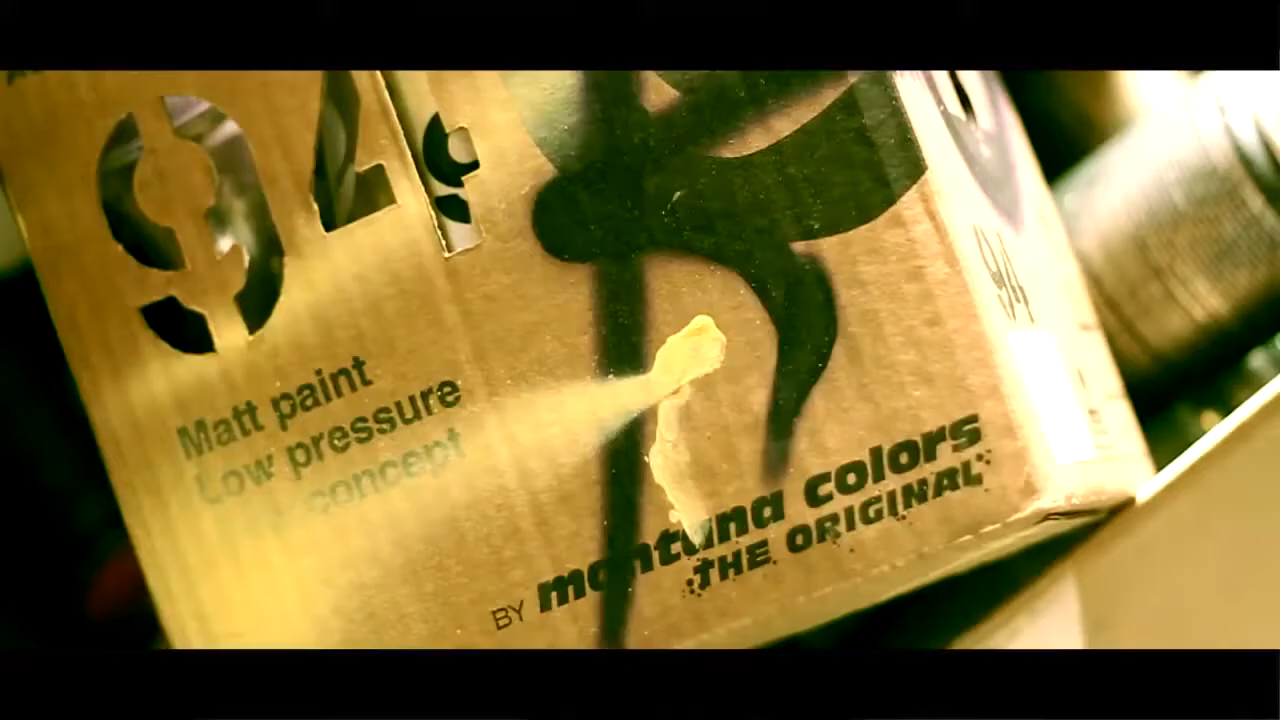 94
Matt paint
Low pressure
concept
94
BY montana colors
THE ORIGINAL